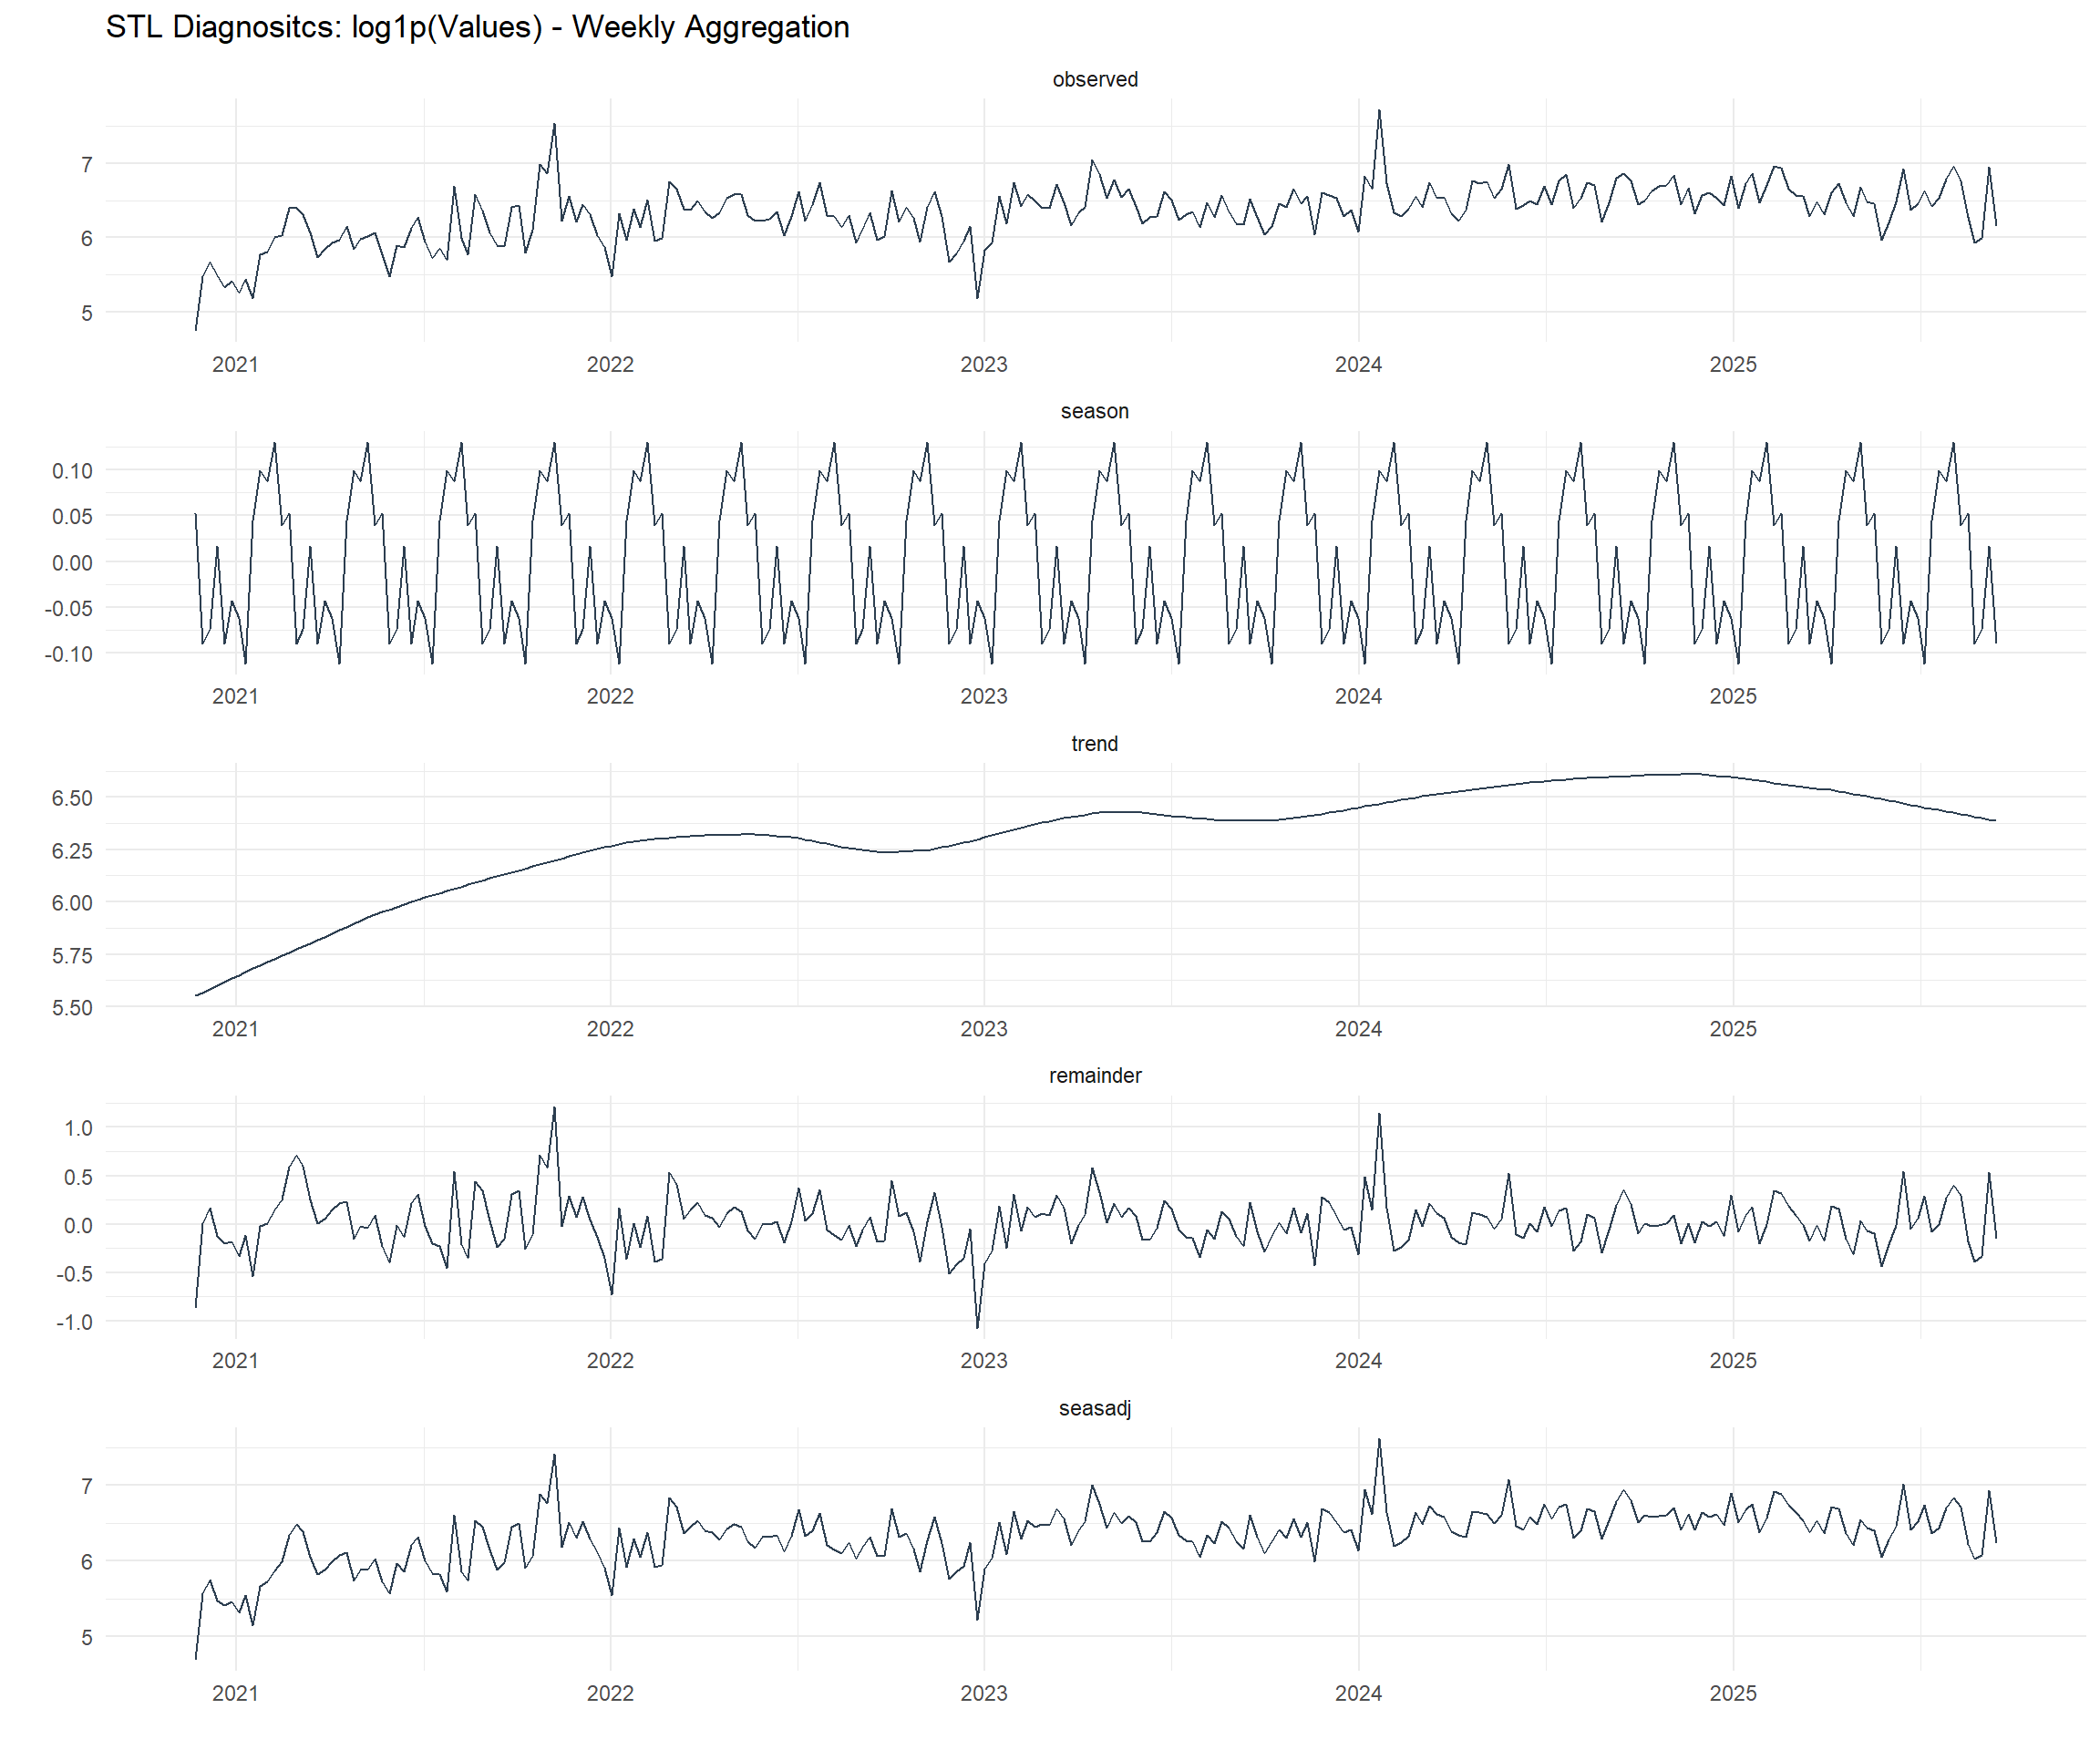 STL Diagnositcs: log1p(Values) - Weekly Aggregation
observed
7
6
5
2021 2022 2023 2024 2025
season
0.10
0.05
0.00
-0.05
-0.10
2021 2022 2023 2024 2025
trend
6.50
6.25
6.00
5.75
5.50
2021 2022 2023 2024 2025
remainder
1.0
0.5
0.0
-0.5
-1.0
2021 2022 2023 2024 2025
seasadj
7
6
5
2021 2022 2023 2024 2025